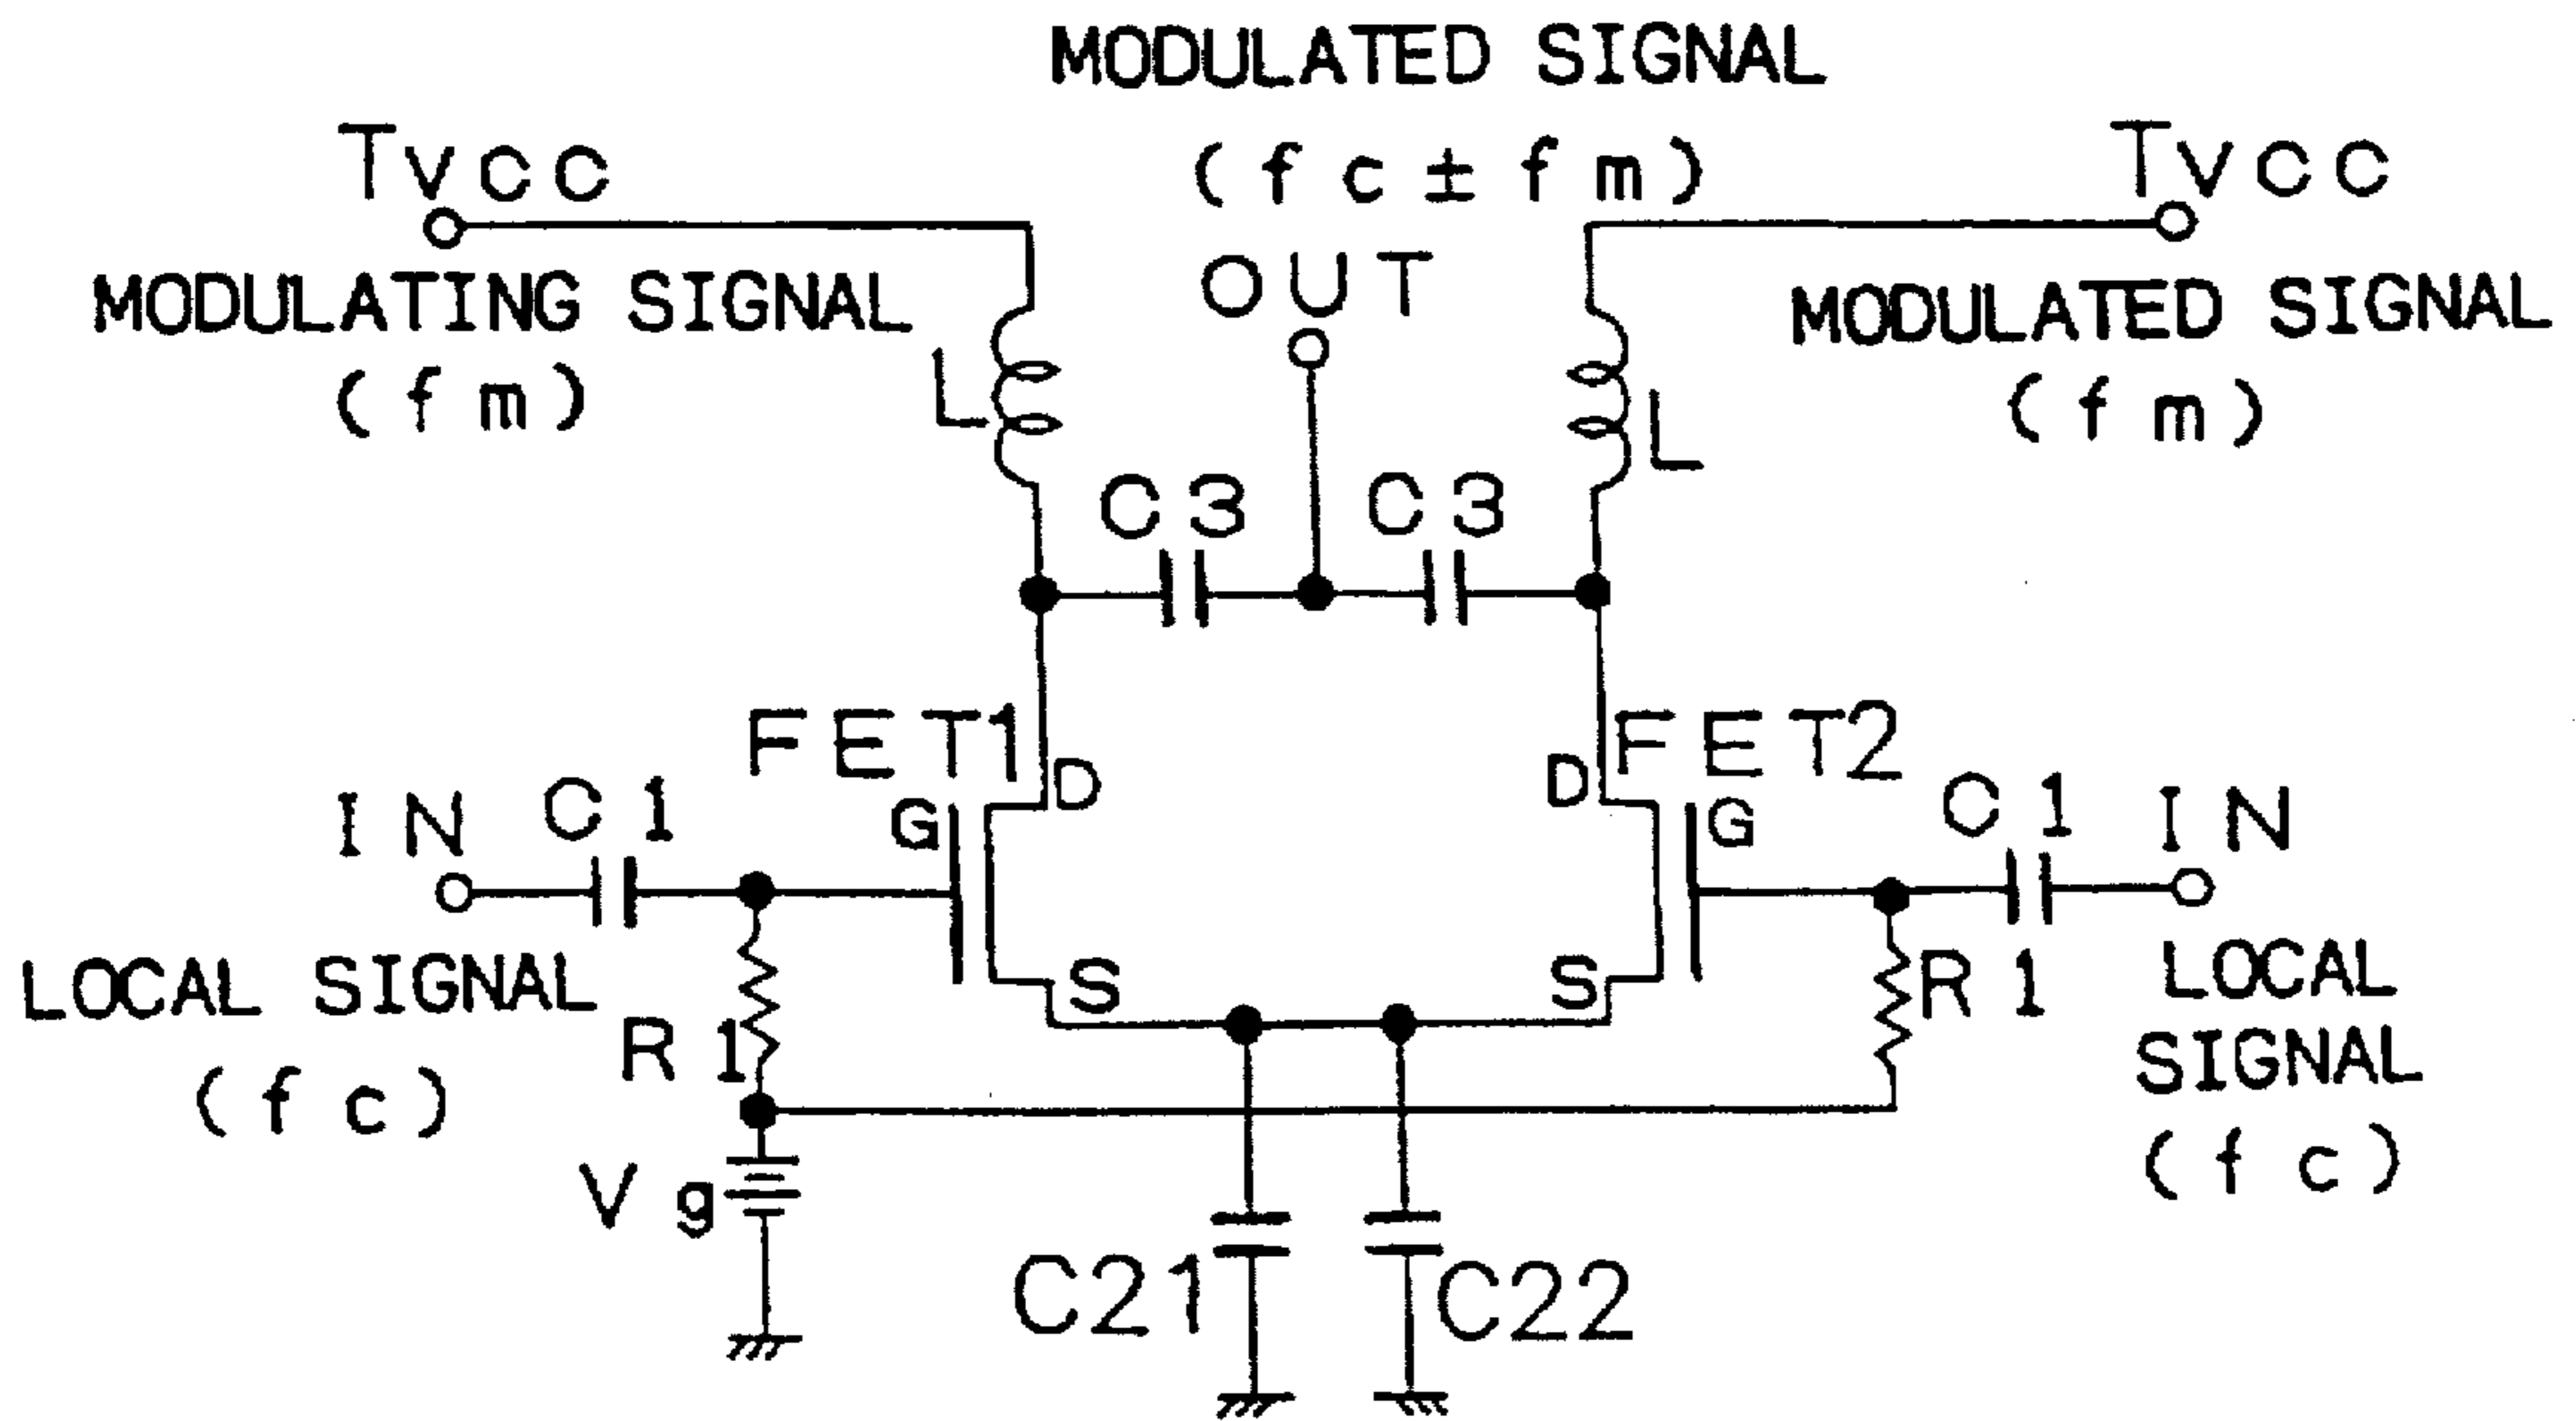 MODULATED SIGNAL
(fc±fm)
OUT
TVCC
MODULATING SIGNAL
(fm)
TVCC
MODULATED SIGNAL
(fm)
L
L
C3
C3
FET1
FET2
D
D
G
G
S
S
IN
C1
C1
IN
LOCAL SIGNAL
(fc)
R1
R1
LOCAL
SIGNAL
(fc)
Vg
C21
C22